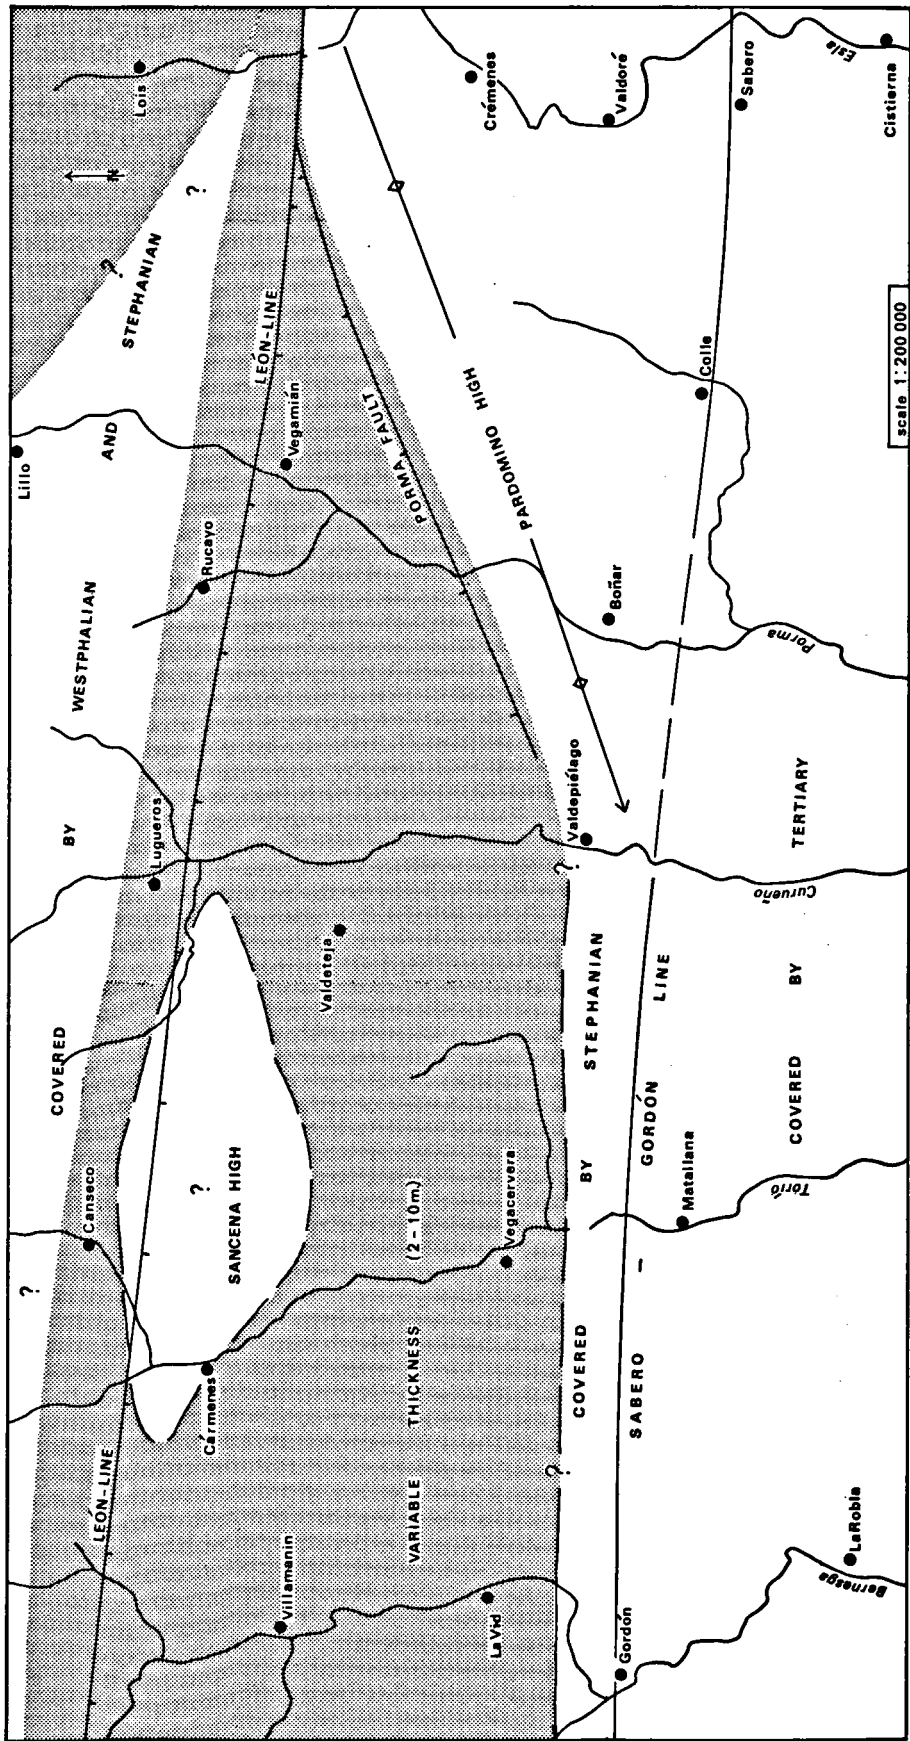 Lillo
Lois
N
?
?
STEPHANIAN
AND
WESTPHALIAN
BY
COVERED
?
Canseco
Lugueros
Rucayo
Vegamián
LEÓN-LINE
LEÓN-LINE
Cármenes
SANCENA HIGH
?
Villamanin
Valdeteja
PORMA FAULT
Crémenes
PARDOMINO HIGH
VARIABLE THICKNESS (2-10m.)
La Vid
Vegacervera
Valdepiélago
Boñar
Valdoré
?
?
COVERED BY STEPHANIAN
SABERO – GORDÓN LINE
Gordón
Matallana
Colle
Sabero
Esla
Cistierna
Porma
Curueño
Torío
Bernesga
La Robla
COVERED BY TERTIARY
scale 1:200 000